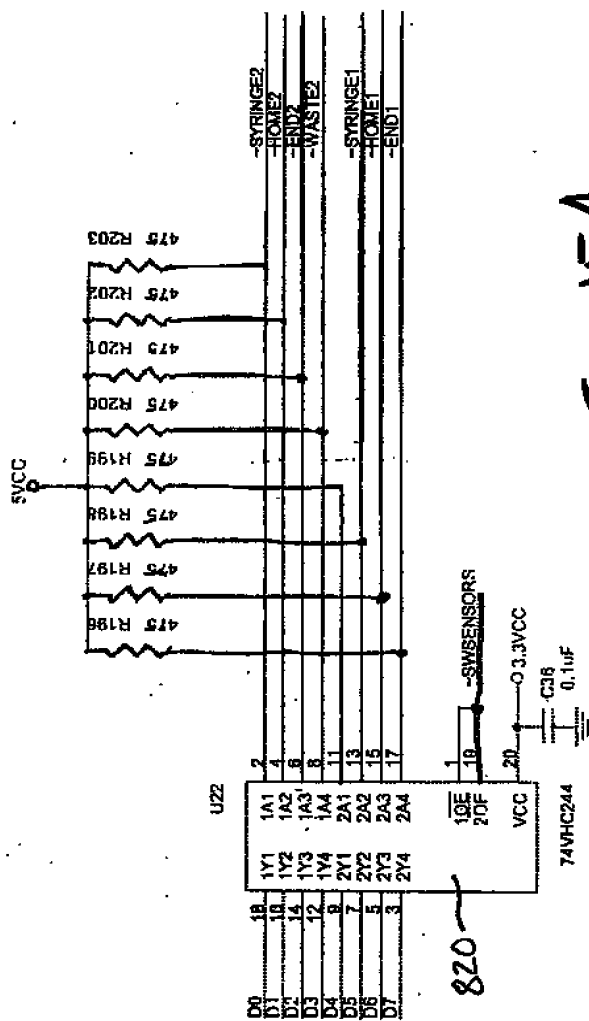 5VCC
R196 475
R197 475
R198 475
R199 475
R200 475
R201 475
R202 475
R203 475
-SYRINGE2
-HOME2
-END2
-WASTE2
-SYRINGE1
-HOME1
-END1
U22
D0 18 1Y1 1A1 2
D1 16 1Y2 1A2 4
D2 14 1Y3 1A3 6
D3 12 1Y4 1A4 8
D4 9 2Y1 2A1 11
D5 7 2Y2 2A2 13
D6 5 2Y3 2A3 15
D7 3 2Y4 2A4 17
1OE 1
2OE 19
-SWSENSORS
VCC 20
3.3VCC
C36
0.1uF
74VHC244
820